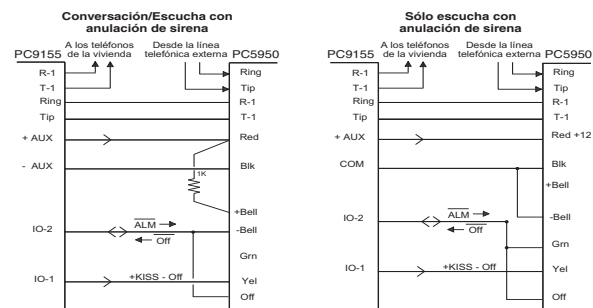 Conversación/Escucha con
anulación de sirena
A los teléfonos
de la vivienda
Desde la línea
telefónica externa
PC9155
PC5950
R-1
T-1
Ring
Tip
+ AUX
- AUX
IO-2
IO-1
Ring
Tip
R-1
T-1
Red
Blk
1K
+Bell
-Bell
ALM
Off
Grn
+KISS - Off
Yel
Off
Sólo escucha con
anulación de sirena
A los teléfonos
de la vivienda
Desde la línea
telefónica externa
PC9155
PC5950
R-1
T-1
Ring
Tip
+ AUX
COM
IO-2
IO-1
Ring
Tip
R-1
T-1
Red +12
Blk
+Bell
-Bell
ALM
Off
Grn
+KISS - Off
Yel
Off